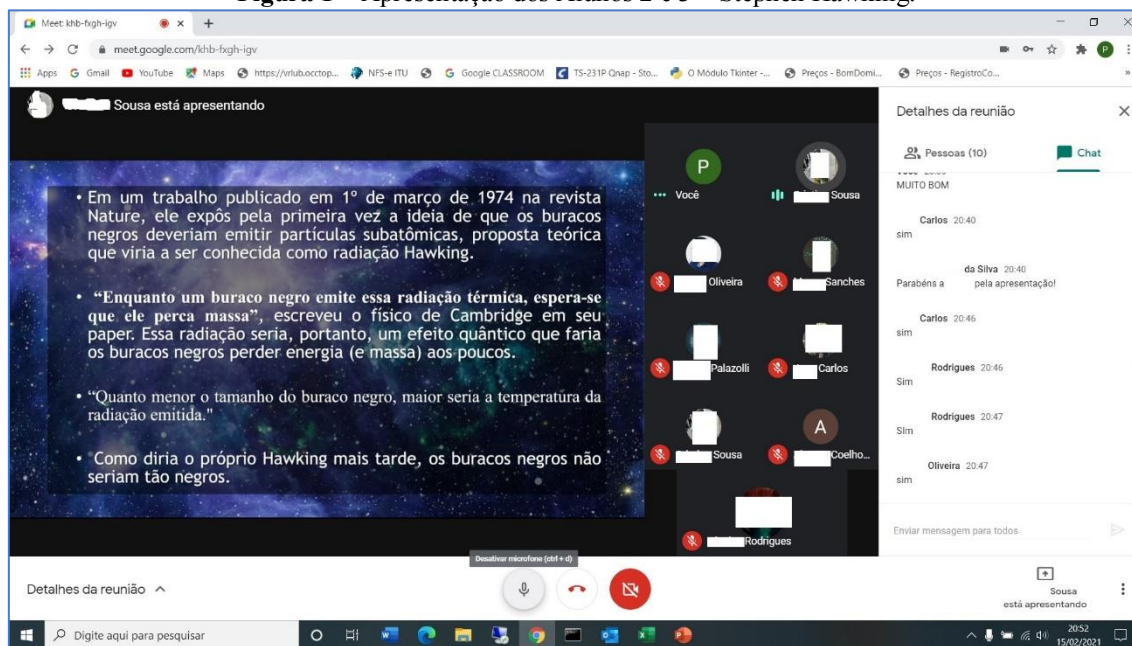 Figura 1 – Apresentação dos Alunos 2 e 3 – Stephen Hawking.
Meet: khb-fxgh-igv
meet.google.com/khb-fxgh-igv
Apps Gmail YouTube Maps https://vrlub.occtop... NFS-e ITU Google CLASSROOM TS-231P Qnap - Sto... O Módulo Tkinter -... Preços - BomDomi... Preços - RegistroCo... »
Sousa está apresentando
• Em um trabalho publicado em 1º de março de 1974 na revista
Nature, ele expôs pela primeira vez a ideia de que os buracos
negros deveriam emitir partículas subatômicas, proposta teórica
que viria a ser conhecida como radiação Hawking.
• “Enquanto um buraco negro emite essa radiação térmica, espera-se
que ele perca massa”, escreveu o físico de Cambridge em seu
paper. Essa radiação seria, portanto, um efeito quântico que faria
os buracos negros perder energia (e massa) aos poucos.
• “Quanto menor o tamanho do buraco negro, maior seria a temperatura da
radiação emitida."
• Como diria o próprio Hawking mais tarde, os buracos negros não
seriam tão negros.
P
Você
Sousa
Oliveira
Sanches
Palazolli
Carlos
A
Sousa
Coelho...
Rodrigues
Detalhes da reunião
Pessoas (10)
Chat
MUITO BOM
Carlos 20:40
sim
da Silva 20:40
Parabéns a pela apresentação!
Carlos 20:46
sim
Rodrigues 20:46
Sim
Rodrigues 20:47
SIm
Oliveira 20:47
sim
Enviar mensagem para todos
Desativar microfone (ctrl + d)
Detalhes da reunião
Sousa
está apresentando
Digite aqui para pesquisar
20:52
15/02/2021